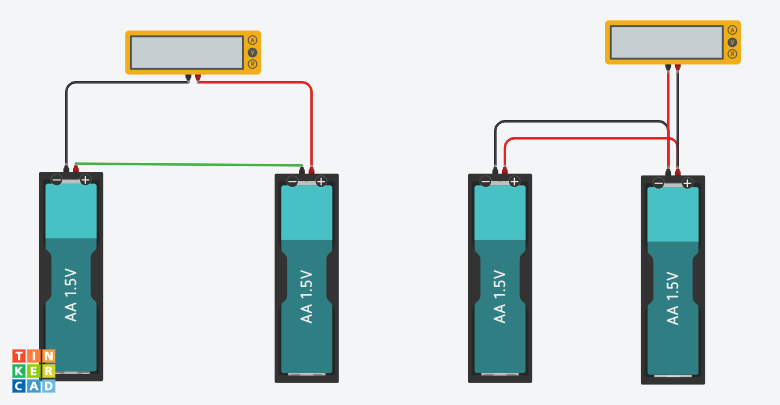 A
V
R
A
V
R
− +
− +
− +
− +
AA 1.5V
AA 1.5V
AA 1.5V
AA 1.5V
TIN
KER
CAD